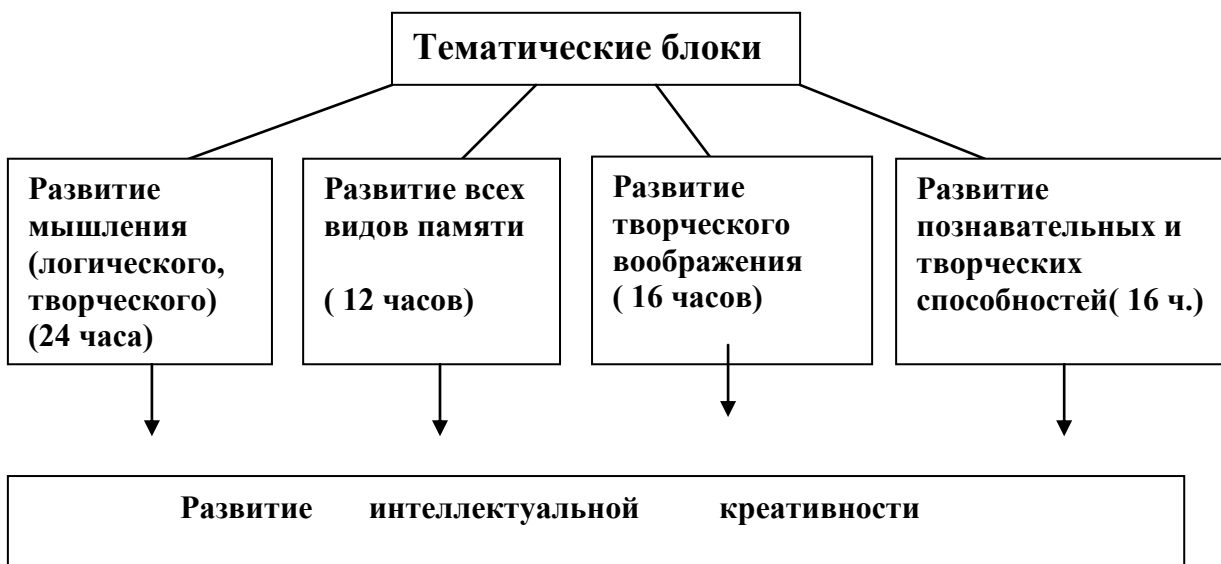 Тематические блоки
Развитие
мышления
(логического,
творческого)
(24 часа)
Развитие всех
видов памяти
( 12 часов)
Развитие
творческого
воображения
( 16 часов)
Развитие
познавательных и
творческих
способностей( 16 ч.)
Развитие интеллектуальной креативности